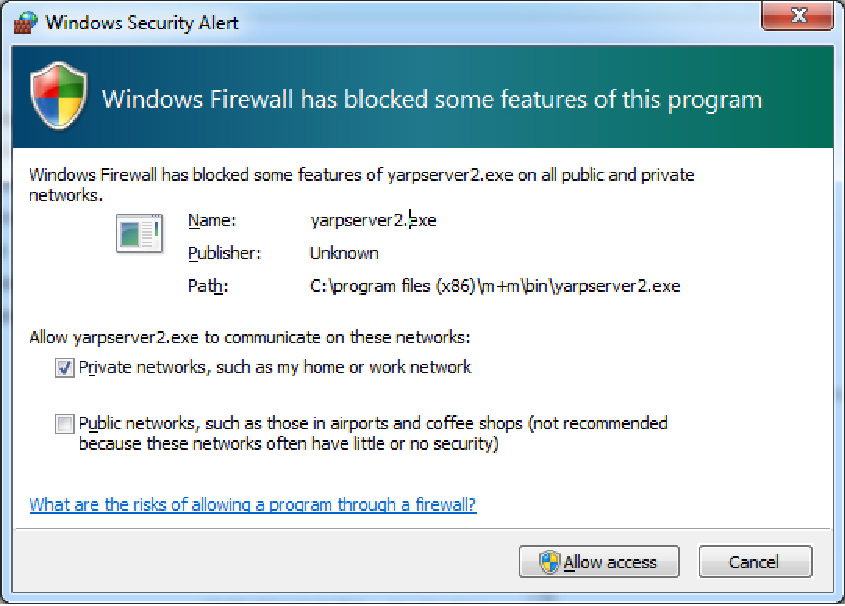 Windows Security Alert
Windows Firewall has blocked some features of this program
Windows Firewall has blocked some features of yarpserver2.exe on all public and private
networks.
Name: yarpserver2.exe
Publisher: Unknown
Path: C:\program files (x86)\m+m\bin\yarpserver2.exe
Allow yarpserver2.exe to communicate on these networks:
Private networks, such as my home or work network
Public networks, such as those in airports and coffee shops (not recommended
because these networks often have little or no security)
What are the risks of allowing a program through a firewall?
Allow access Cancel